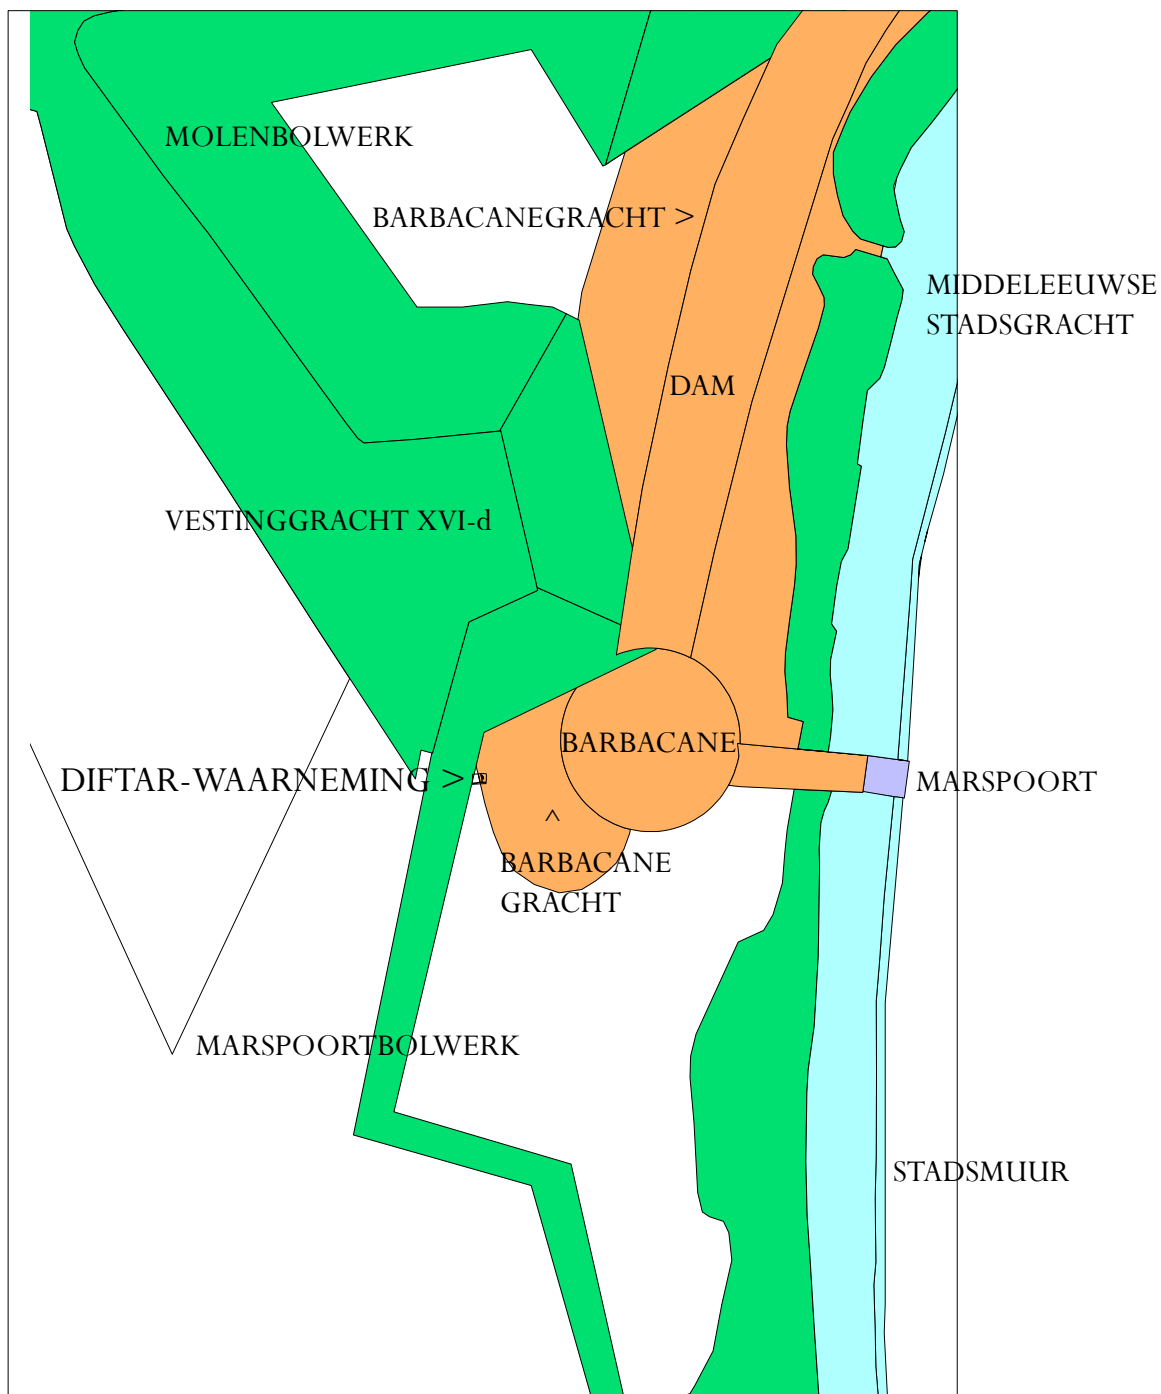 MOLENBOLWERK
BARBACANEGRACHT >
MIDDELEEUWSE
STADSGRACHT
DAM
VESTINGGRACHT XVI-d
BARBACANE
DIFTAR-WAARNEMING >
MARSPOORT
^
BARBACANE
GRACHT
MARSPOORTBOLWERK
STADSMUUR